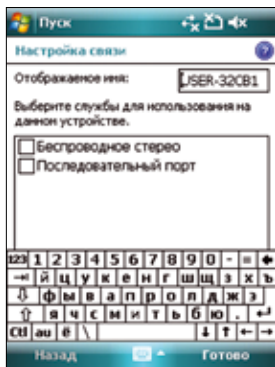 Пуск
Настройка связи
Отображаемое имя: USER-32CB1
Выберите службы для использования на
данном устройстве.
Беспроводное стерео
Последовательный порт
123 1 2 3 4 5 6 7 8 9 0 - =
й ц у к е н г ш щ з х ъ
ф ы в а п р о л д ж э
я ч с м и т ь б ю .
Ctl au ё \
Назад Готово